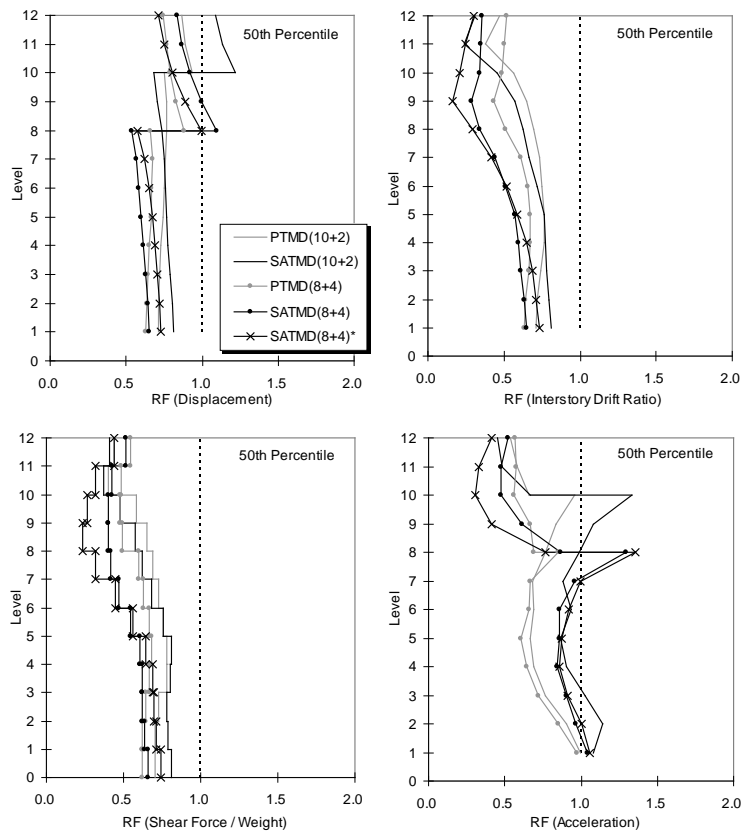 50th Percentile
12
11
10
9
8
7
6
5
4
3
2
1
0
Level
PTMD(10+2)
SATMD(10+2)
PTMD(8+4)
SATMD(8+4)
SATMD(8+4)*
0.0 0.5 1.0 1.5 2.0
RF (Displacement)
50th Percentile
12
11
10
9
8
7
6
5
4
3
2
1
0
Level
0.0 0.5 1.0 1.5 2.0
RF (Interstory Drift Ratio)
50th Percentile
12
11
10
9
8
7
6
5
4
3
2
1
0
Level
0.0 0.5 1.0 1.5 2.0
RF (Shear Force / Weight)
50th Percentile
12
11
10
9
8
7
6
5
4
3
2
1
0
Level
0.0 0.5 1.0 1.5 2.0
RF (Acceleration)